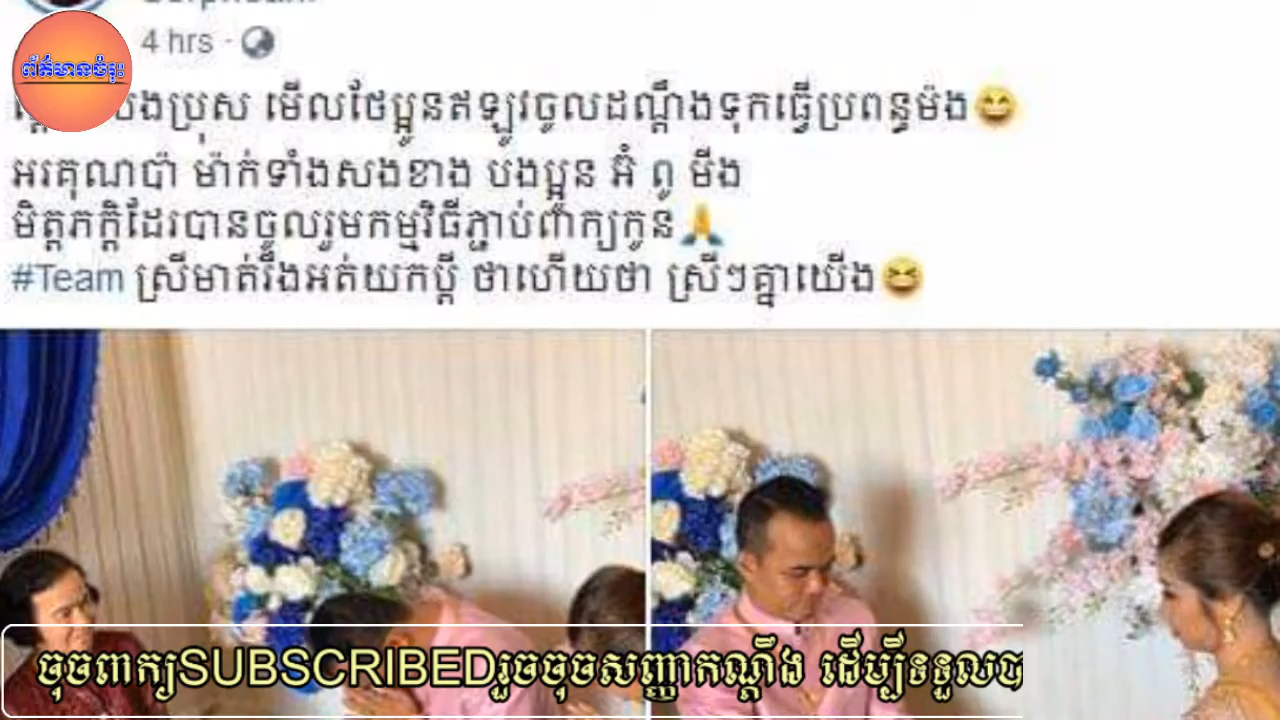 4 hrs ·
ព័ត៌មានចំរុះ
បងប្រុស មើលថែប្អូនឥឡូវចូលដណ្ដឹងទុកធ្វើប្រពន្ធម៉ង😄
អរគុណប៉ា ម៉ាក់ទាំងសងខាង បងប្អូន អ៊ំ ពូ មីង
មិត្តភក្ដិដែរបានចូលរួមកម្មវិធីភ្ជាប់ពាក្យកូន🙏
#Team ស្រីមាត់រឹងអត់យកប្ដី ថាហើយថា ស្រីៗគ្នាយើង😆
ចុចពាក្យSUBSCRIBEDរួចចុចសញ្ញាកណ្ដឹង ដើម្បីទទួល